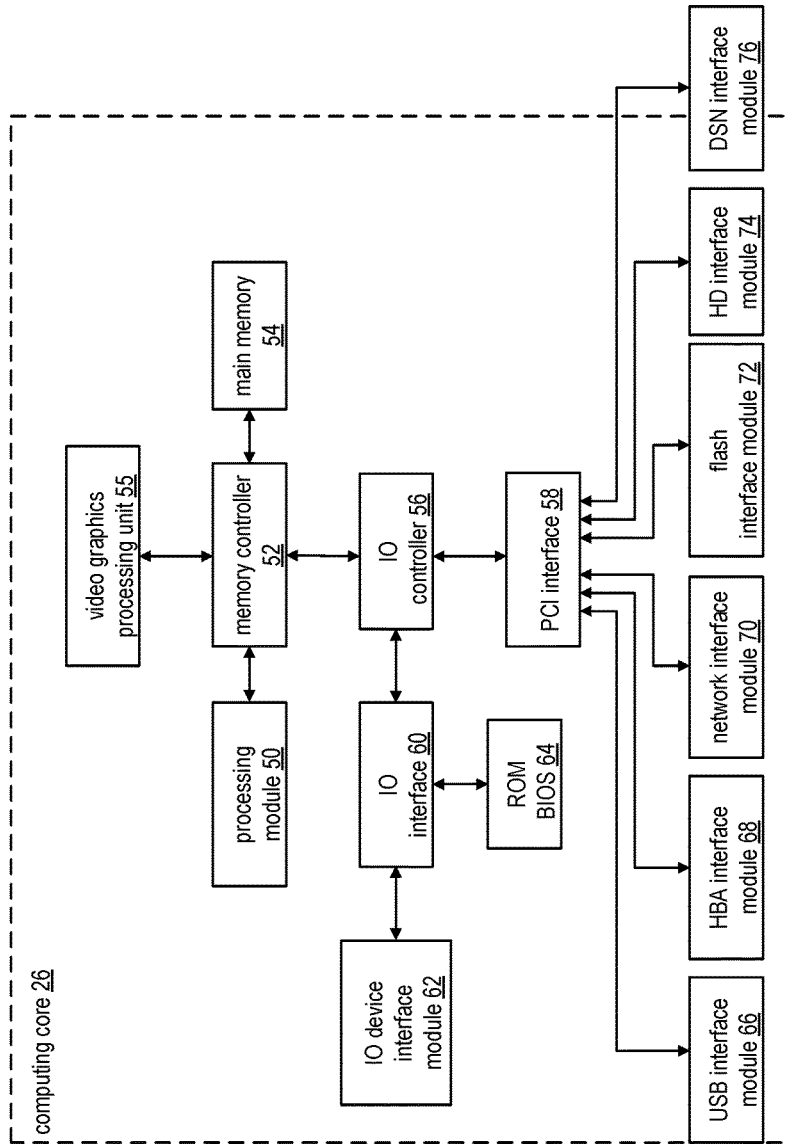 computing core 26
video graphics
processing unit 55
processing
module 50
memory controller
52
main memory
54
IO device
interface
module 62
IO
interface 60
IO
controller 56
ROM
BIOS 64
PCI interface 58
USB interface
module 66
HBA interface
module 68
network interface
module 70
flash
interface module 72
HD interface
module 74
DSN interface
module 76